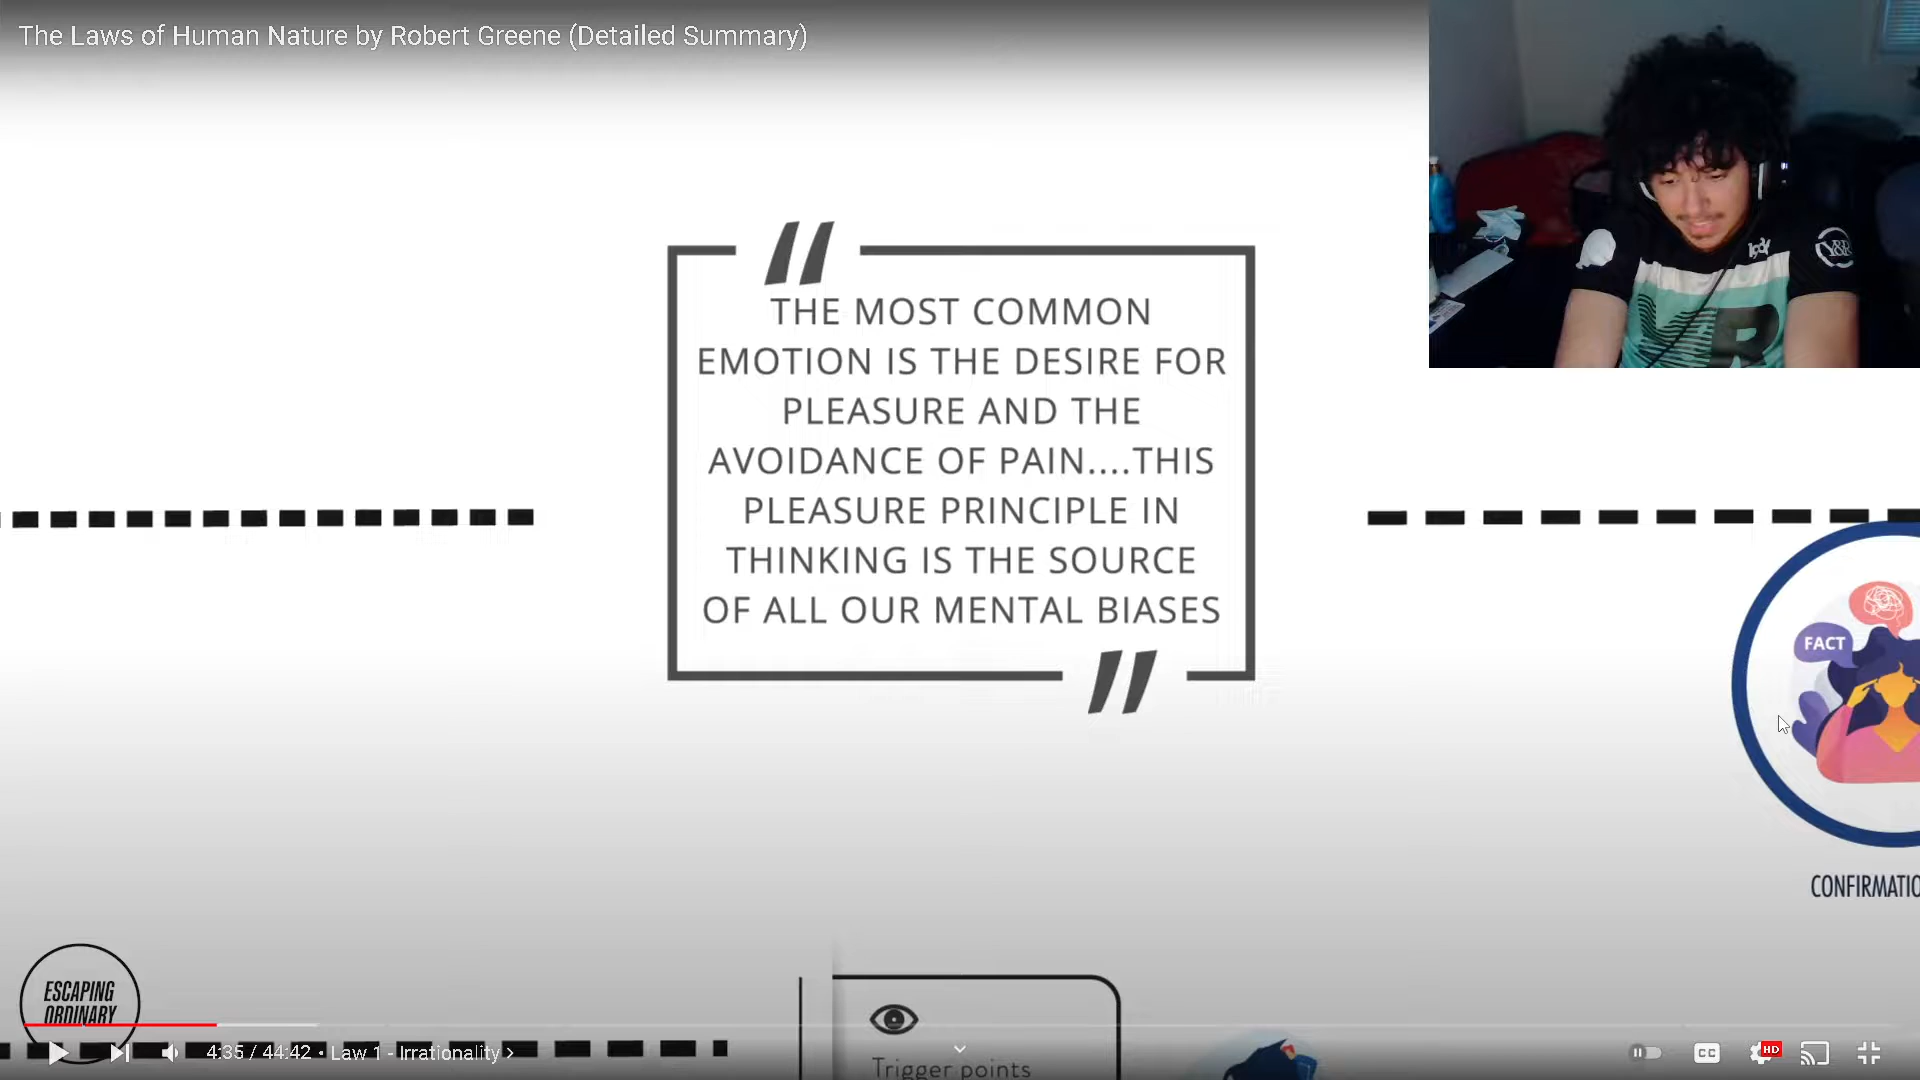 The Laws of Human Nature by Robert Greene (Detailed Summary)
THE MOST COMMON
EMOTION IS THE DESIRE FOR
PLEASURE AND THE
AVOIDANCE OF PAIN....THIS
PLEASURE PRINCIPLE IN
THINKING IS THE SOURCE
OF ALL OUR MENTAL BIASES
Y&R
FACT
CONFIRMATIO
ESCAPING
ORDINARY
Trigger points
4:35 / 44:42 • Law 1 - Irrationality >
CC
HD